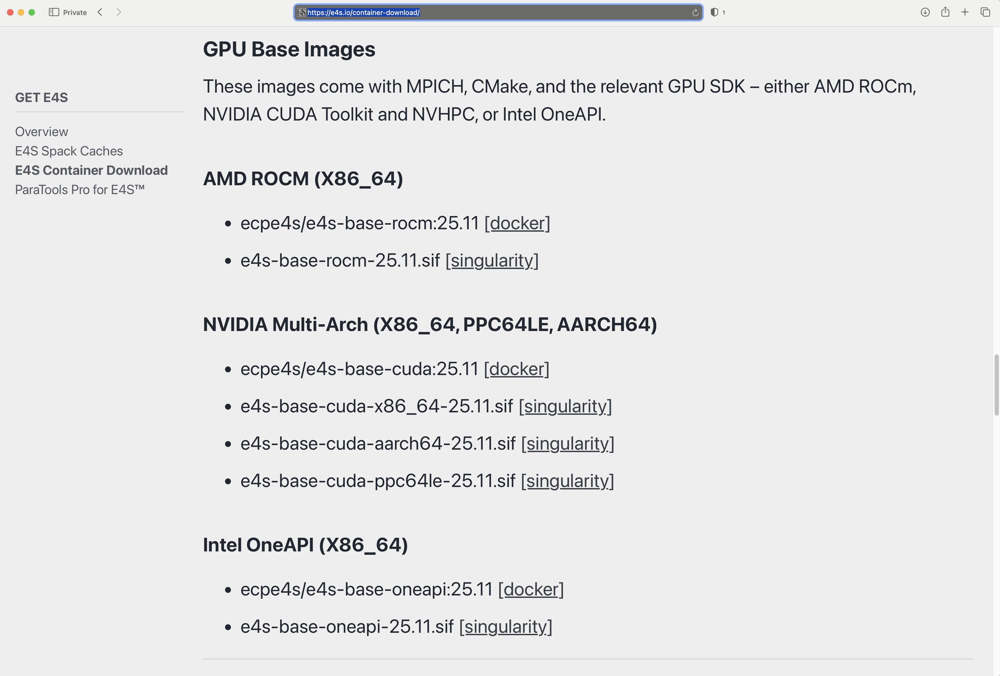 Private
https://e4s.io/container-download/
1
GET E4S
Overview
E4S Spack Caches
E4S Container Download
ParaTools Pro for E4S™
GPU Base Images
These images come with MPICH, CMake, and the relevant GPU SDK – either AMD ROCm,
NVIDIA CUDA Toolkit and NVHPC, or Intel OneAPI.
AMD ROCM (X86_64)
• ecpe4s/e4s-base-rocm:25.11 [docker]
• e4s-base-rocm-25.11.sif [singularity]
NVIDIA Multi-Arch (X86_64, PPC64LE, AARCH64)
• ecpe4s/e4s-base-cuda:25.11 [docker]
• e4s-base-cuda-x86_64-25.11.sif [singularity]
• e4s-base-cuda-aarch64-25.11.sif [singularity]
• e4s-base-cuda-ppc64le-25.11.sif [singularity]
Intel OneAPI (X86_64)
• ecpe4s/e4s-base-oneapi:25.11 [docker]
• e4s-base-oneapi-25.11.sif [singularity]